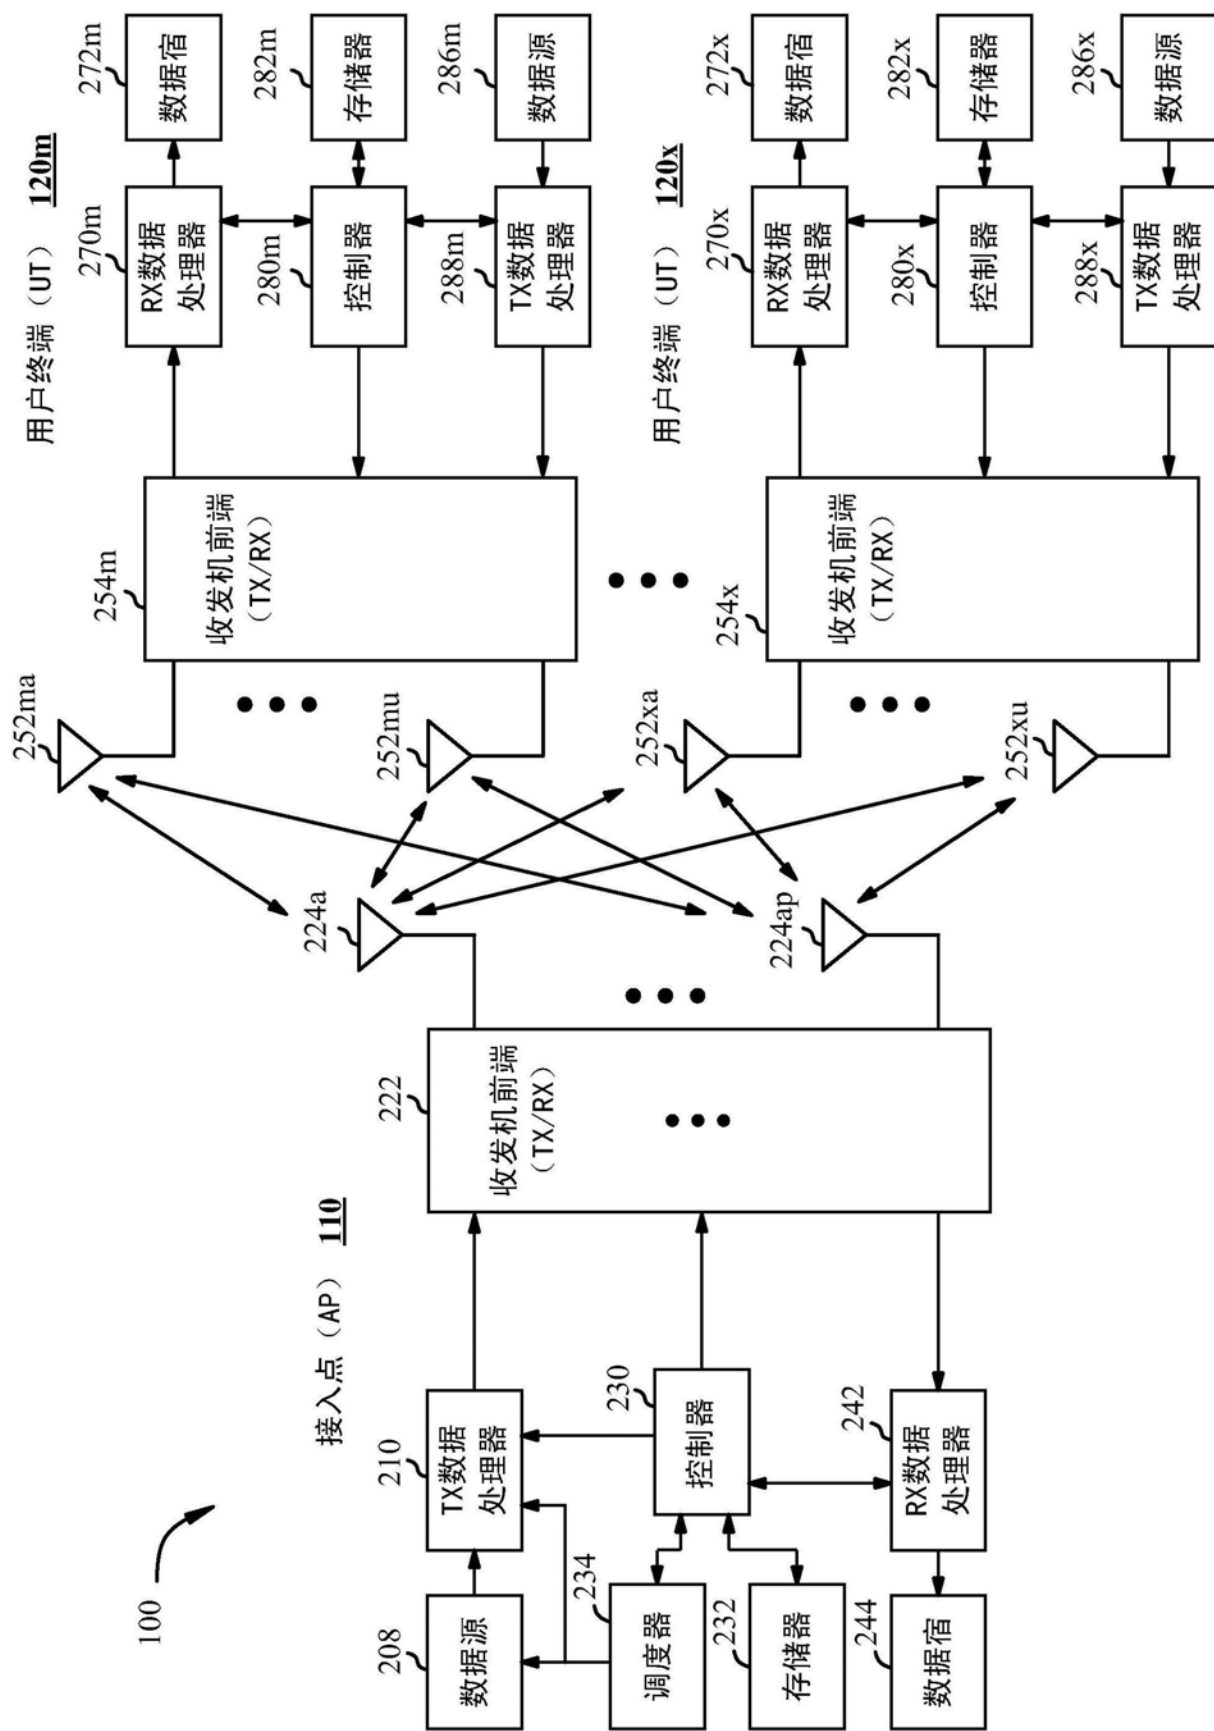 100
接入点（AP） 110
208
数据源
210
TX数据
处理器
222
收发机前端
（TX/RX）
224a
234
调度器
230
控制器
232
存储器
224ap
244
数据宿
242
RX数据
处理器
用户终端（UT） 120m
252ma
254m
收发机前端
（TX/RX）
270m
RX数据
处理器
272m
数据宿
280m
控制器
282m
存储器
252mu
288m
TX数据
处理器
286m
数据源
用户终端（UT） 120x
252xa
254x
收发机前端
（TX/RX）
270x
RX数据
处理器
272x
数据宿
280x
控制器
282x
存储器
252xu
288x
TX数据
处理器
286x
数据源